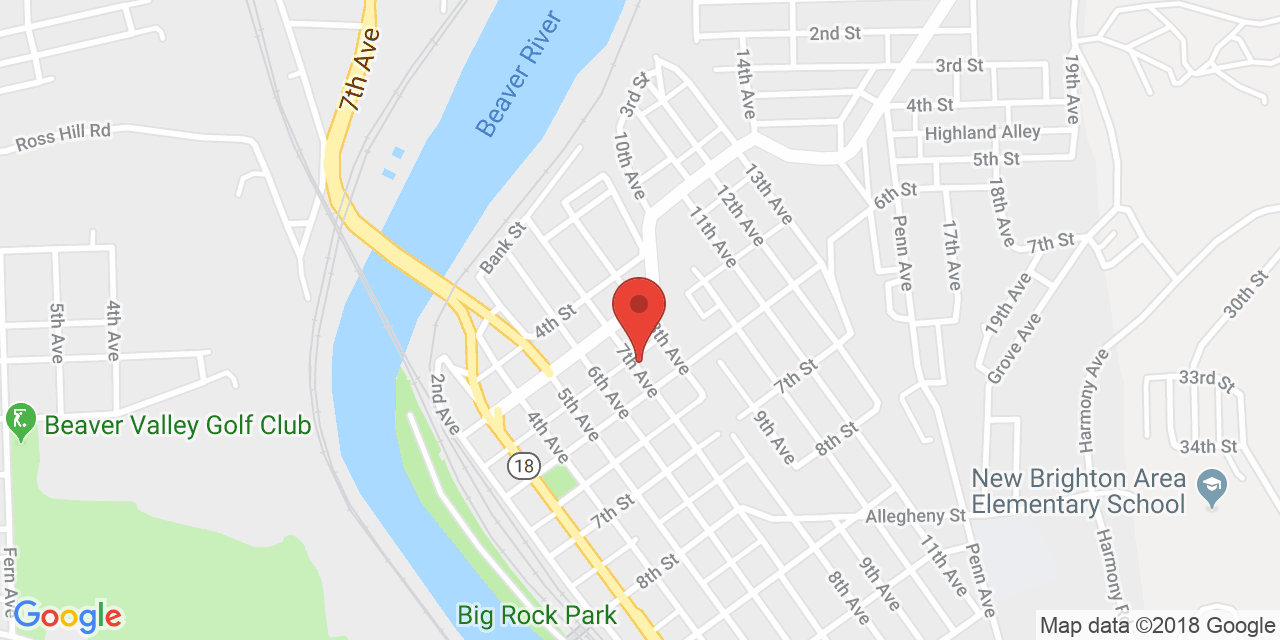 7th Ave
Beaver River
2nd St
14th Ave
19th Ave
3rd St
3rd St
4th St
Ross Hill Rd
Highland Alley
10th Ave
5th St
13th Ave
6th St
18th Ave
12th Ave
11th Ave
Penn Ave
17th Ave
7th St
Bank St
19th Ave
30th St
5th Ave
4th Ave
4th St
8th Ave
7th Ave
Grove Ave
7th St
6th Ave
33rd St
2nd Ave
Harmony Ave
5th Ave
4th Ave
9th Ave
8th St
Beaver Valley Golf Club
34th St
18
New Brighton Area
Elementary School
7th St
Allegheny St
8th St
11th Ave
9th Ave
8th Ave
Penn Ave
Harmony R
Fern Ave
Big Rock Park
Google
Map data ©2018 Google